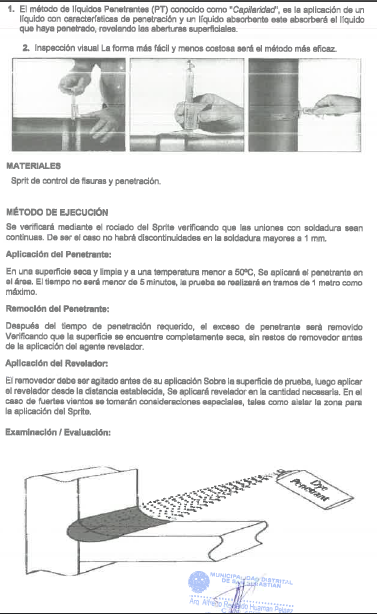 1. El método de líquidos Penetrantes (PT) conocido como "Capilaridad", es la aplicación de un
líquido con características de penetración y un líquido absorbente este absorberá el líquido
que haya penetrado, revelando las aberturas superficiales.
2. Inspección visual La forma más fácil y menos costosa será el método más eficaz.
MATERIALES
Sprit de control de fisuras y penetración.
MÉTODO DE EJECUCIÓN
Se verificará mediante el rociado del Sprite verificando que las uniones con soldadura sean
continuas. De ser el caso no habrá discontinuidades en la soldadura mayores a 1 mm.
Aplicación del Penetrante:
En una superficie seca y limpia y a una temperatura menor a 50ºC, Se aplicará el penetrante en
el área. El tiempo no será menor de 5 minutos, la prueba se realizará en tramos de 1 metro como
máximo.
Remoción del Penetrante:
Después del tiempo de penetración requerido, el exceso de penetrante será removido
Verificando que la superficie se encuentre completamente seca, sin restos de removedor antes
de la aplicación del agente revelador.
Aplicación del Revelador:
El removedor debe ser agitado antes de su aplicación Sobre la superficie de prueba, luego aplicar
el revelador desde la distancia establecida, Se aplicará revelador en la cantidad necesaria. En el
caso de fuertes vientos se tomarán consideraciones especiales, tales como aislar la zona para
la aplicación del Sprite.
Examinación / Evaluación:
Dye
Penetrant
MUNICIPALIDAD DISTRITAL
DE SAN SEBASTIAN
Arq. Alfredo Huaman